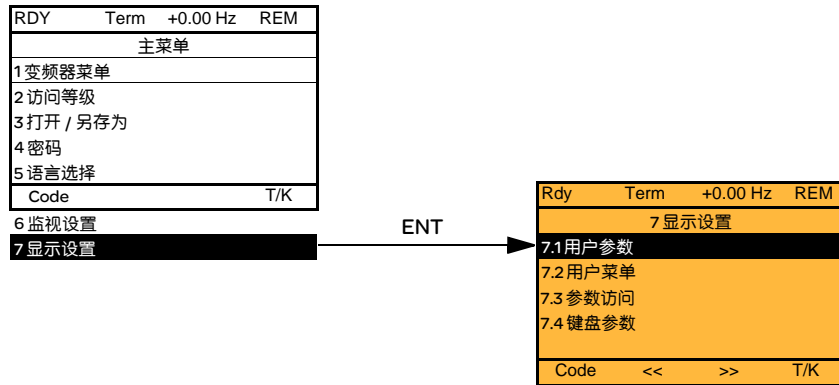 RDY Term +0.00 Hz REM
主菜单
1 变频器菜单
2 访问等级
3 打开 / 另存为
4 密码
5 语言选择
Code T/K
6 监视设置
7 显示设置
ENT
Rdy Term +0.00 Hz REM
7 显示设置
7.1 用户参数
7.2 用户菜单
7.3 参数访问
7.4 键盘参数
Code << >> T/K